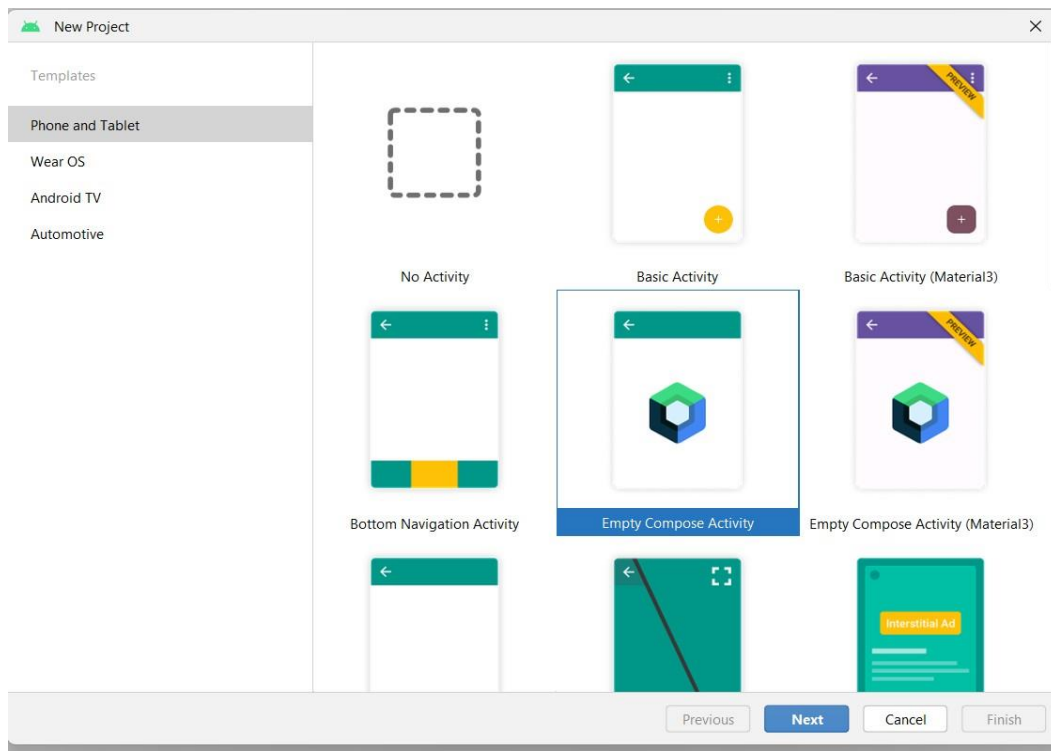 New Project
Templates
Phone and Tablet
Wear OS
Android TV
Automotive
PREVIEW
No Activity
Basic Activity
Basic Activity (Material3)
PREVIEW
Bottom Navigation Activity
Empty Compose Activity
Empty Compose Activity (Material3)
Interstitial Ad
Previous
Next
Cancel
Finish